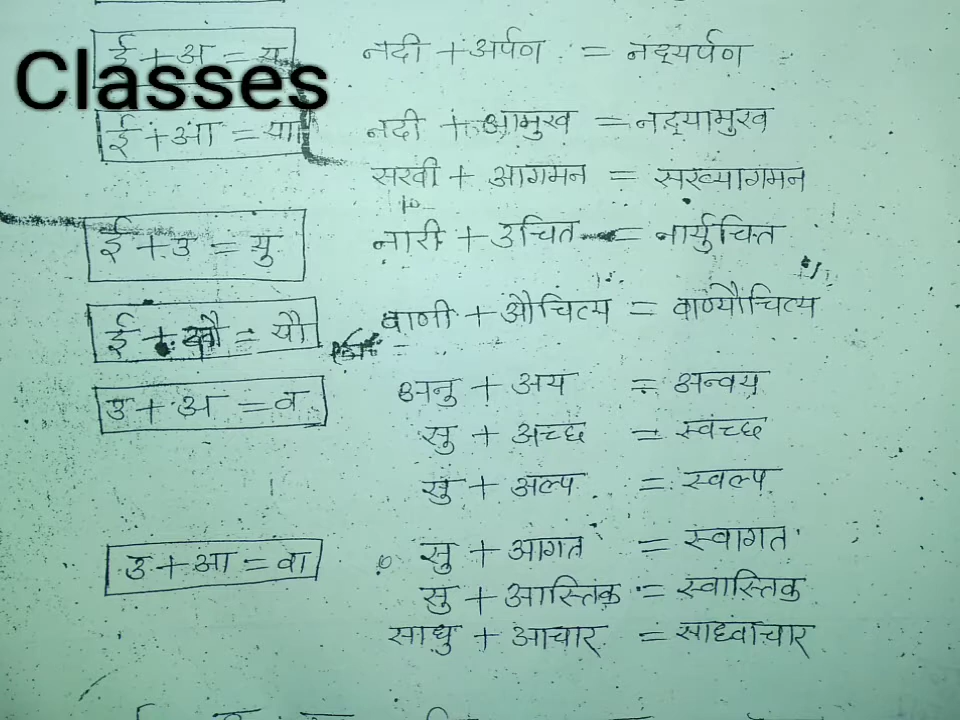 ई + अ = य नदी + अर्पण = नद्यर्पण
Classes
ई + आ = या नदी + आमुख = नद्यामुख
सखी + आगमन = सख्यागमन
ई + उ = यु नारी + उचित = नार्युचित
ई + औ = यौ वाणी + औचित्य = वाण्यौचित्य
उ + अ = व अनु + अय = अन्वय
सु + अच्छ = स्वच्छ
सु + अल्प = स्वल्प
उ + आ = वा सु + आगत = स्वागत
सु + आस्तिक = स्वास्तिक
साधु + आचार = साध्वाचार